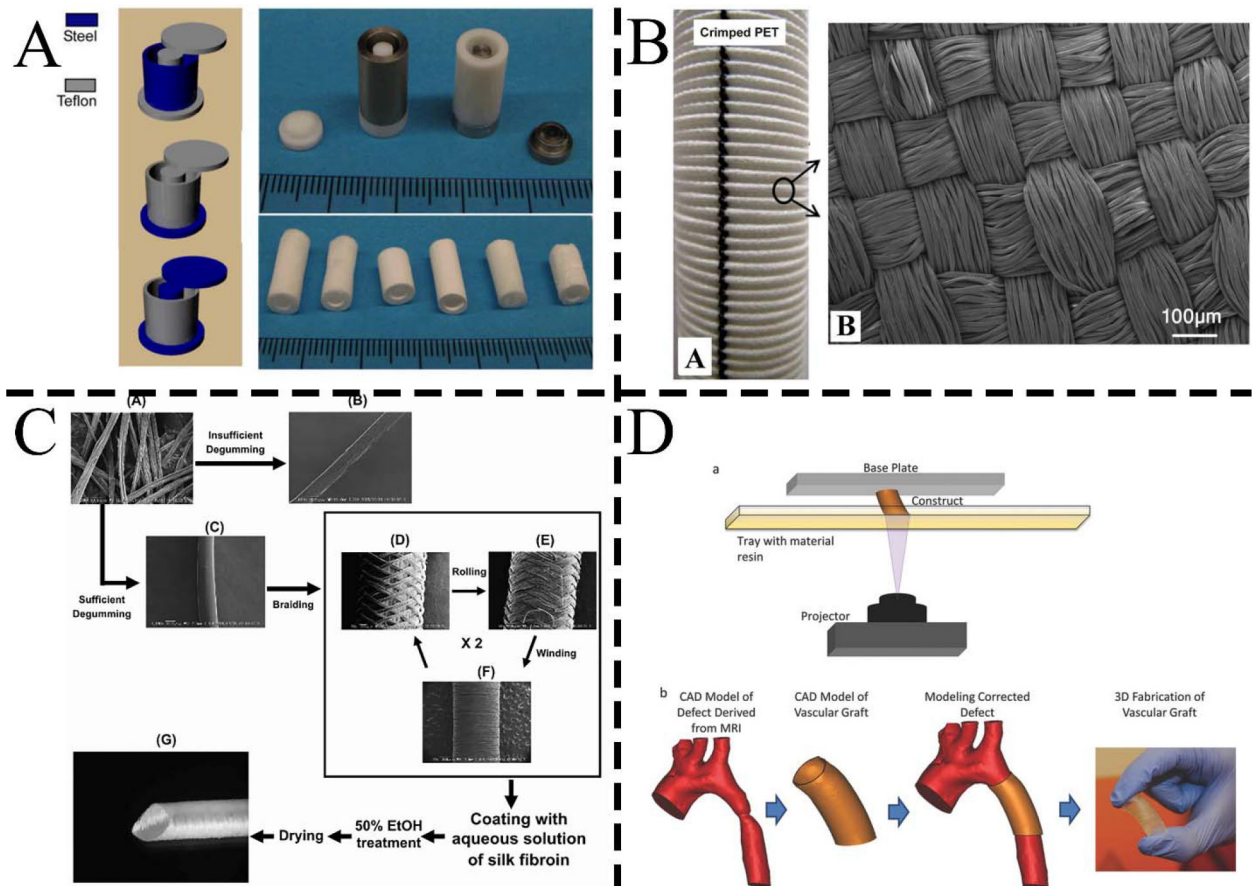 A
Steel
Teflon
B
Crimped PET
A
B
100µm
C
(A)
Insufficient
Degumming
(B)
Sufficient
Degumming
(C)
Braiding
(D)
Rolling
(E)
X 2
Winding
(F)
(G)
Drying
50% EtOH
treatment
Coating with
aqueous solution
of silk fibroin
D
a
Base Plate
Construct
Tray with material
resin
Projector
b
CAD Model of
Defect Derived
from MRI
CAD Model of
Vascular Graft
Modeling Corrected
Defect
3D Fabrication of
Vascular Graft